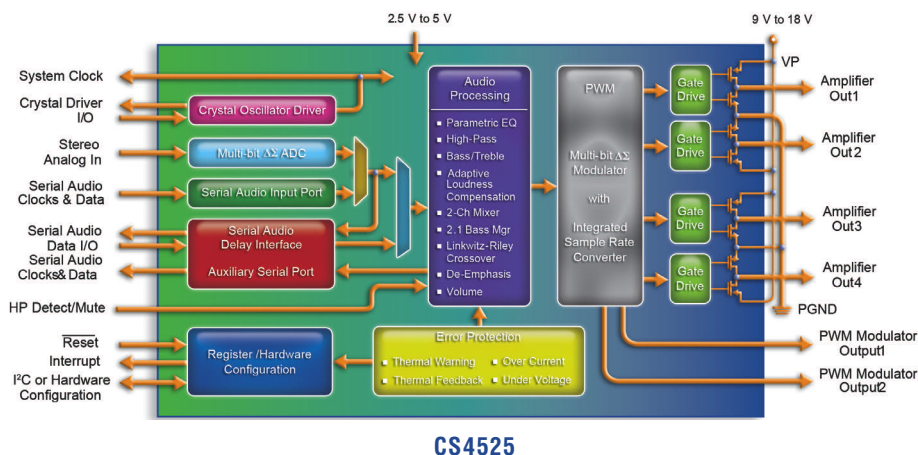 2.5 V to 5 V
9 V to 18 V
System Clock
Crystal Driver
I/O
Stereo
Analog In
Serial Audio
Clocks & Data
Serial Audio
Data I/O
Serial Audio
Clocks& Data
HP Detect/Mute
Reset
Interrupt
I²C or Hardware
Configuration
Crystal Oscillator Driver
Multi-bit ΔΣ ADC
Serial Audio Input Port
Serial Audio
Delay Interface
Auxiliary Serial Port
Register /Hardware
Configuration
Audio
Processing
■ Parametric EQ
■ High-Pass
■ Bass/Treble
■ Adaptive
Loudness
Compensation
■ 2-Ch Mixer
■ 2.1 Bass Mgr
■ Linkwitz-Riley
Crossover
■ De-Emphasis
■ Volume
Error Protection
■ Thermal Warning
■ Over Current
■ Thermal Feedback
■ Under Voltage
PWM
Multi-bit ΔΣ
Modulator
with
Integrated
Sample Rate
Converter
Gate
Drive
Gate
Drive
Gate
Drive
Gate
Drive
VP
Amplifier
Out1
Amplifier
Out2
Amplifier
Out3
Amplifier
Out4
PGND
PWM Modulator
Output1
PWM Modulator
Output2
CS4525